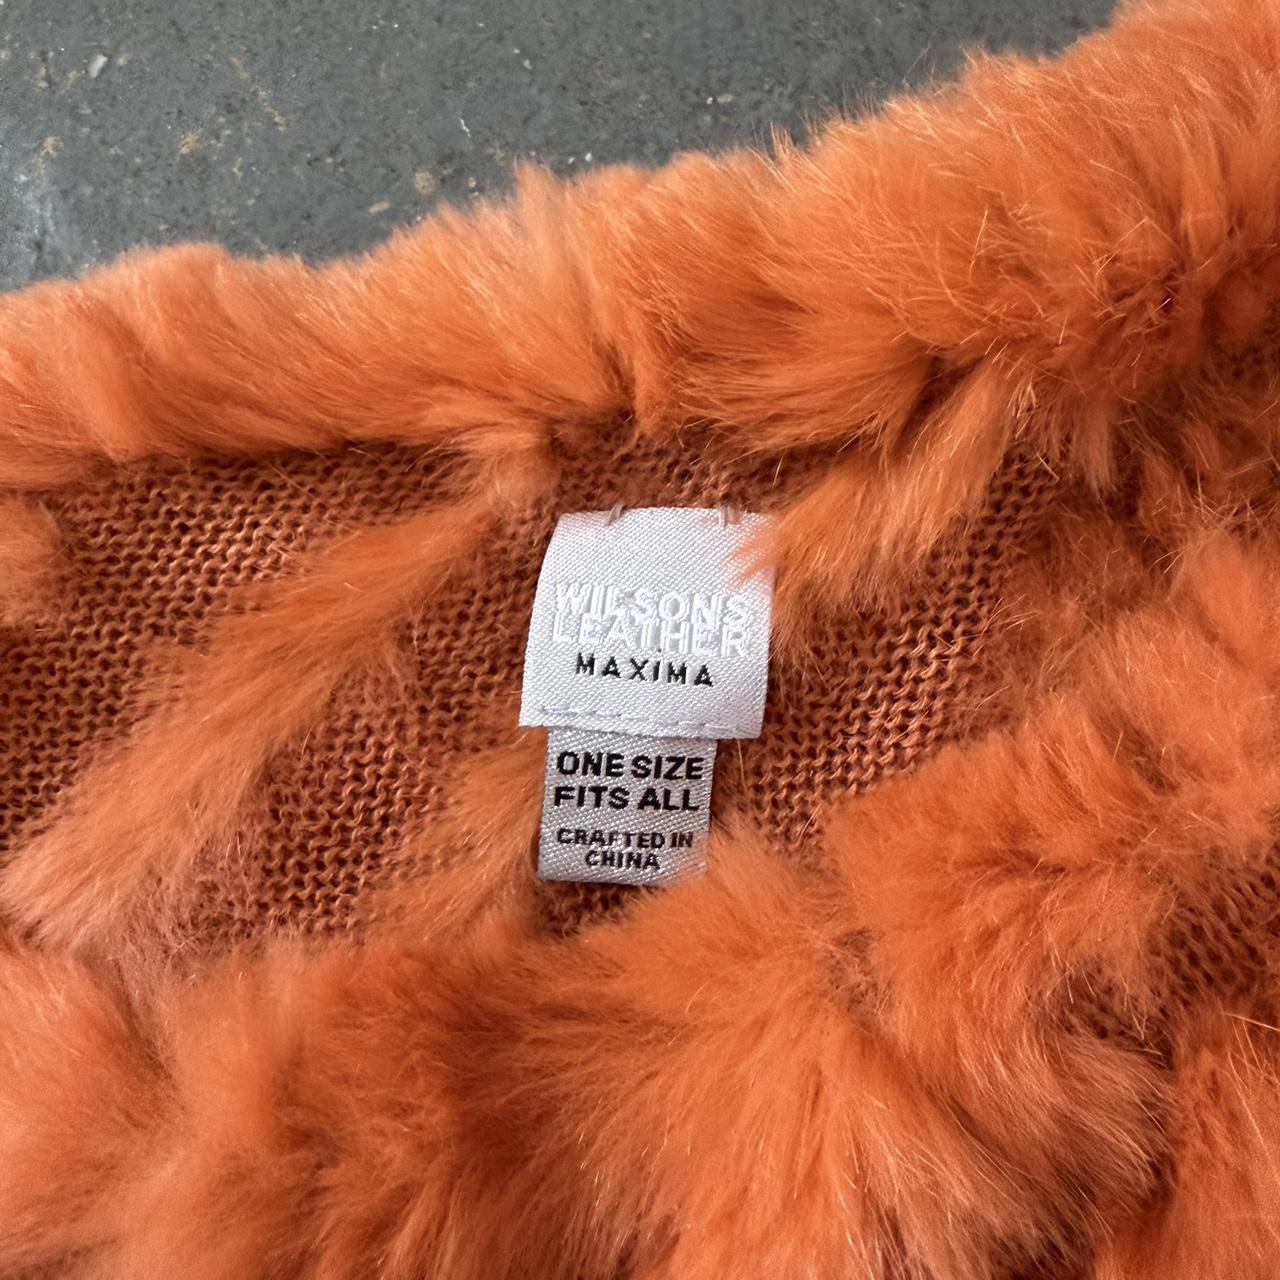 WILSONS
LEATHER
MAXIMA
ONE SIZE
FITS ALL
CRAFTED IN
CHINA